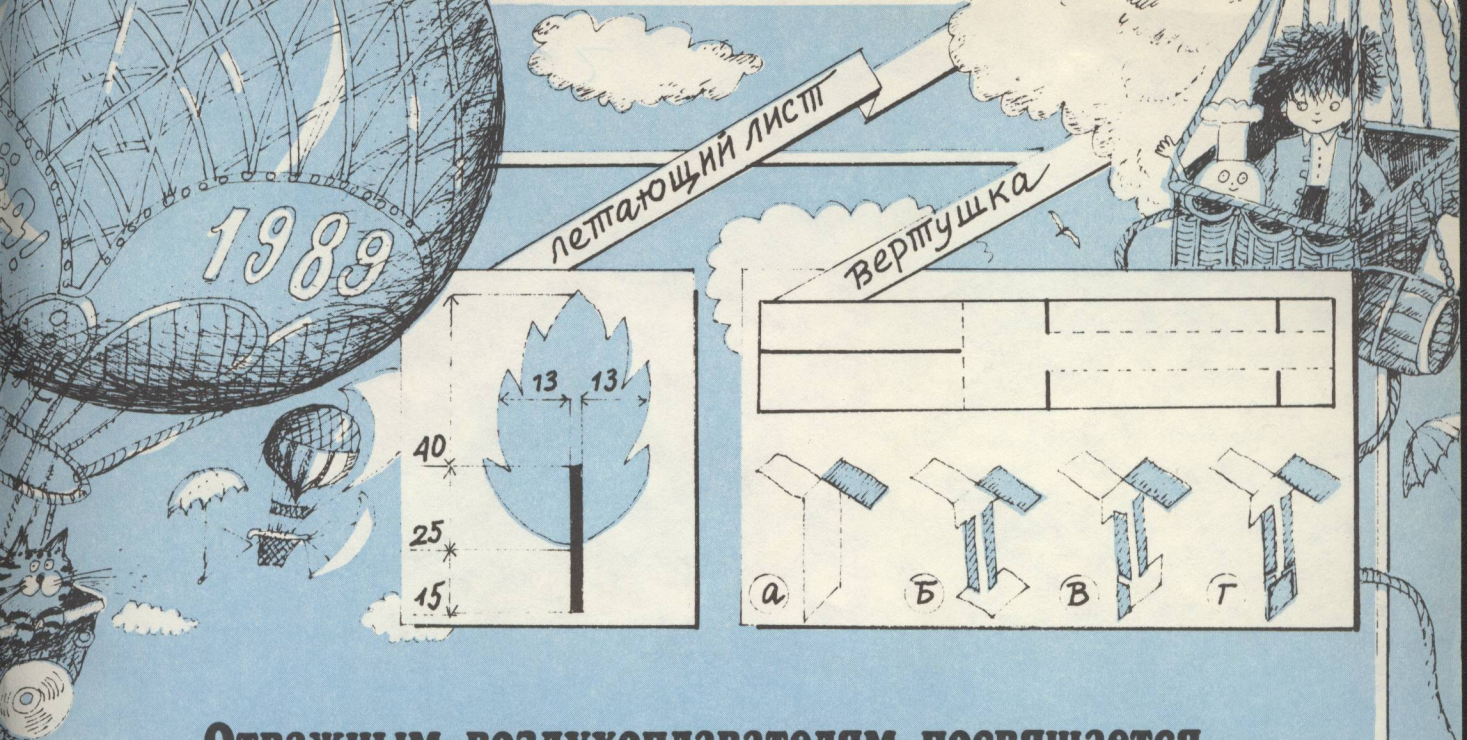 летающий лист
вертушка
1989
13 13
40
25
15
а Б В Г
Отважным воздухоплавателям посвящается